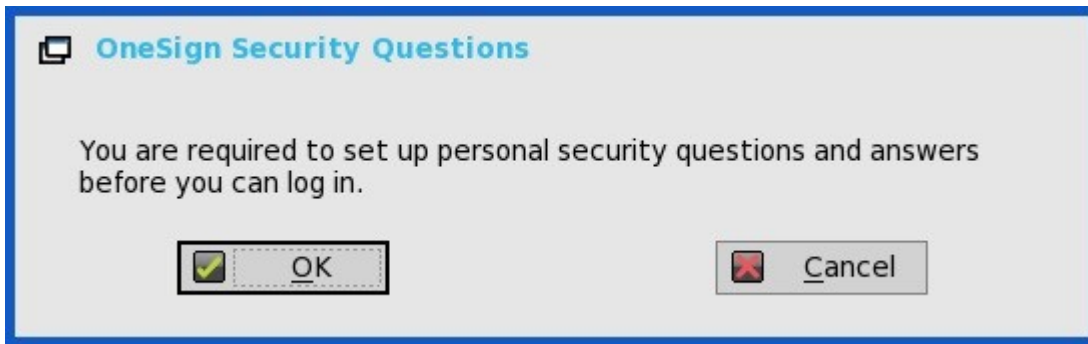 OneSign Security Questions
You are required to set up personal security questions and answers
before you can log in.
OK
Cancel